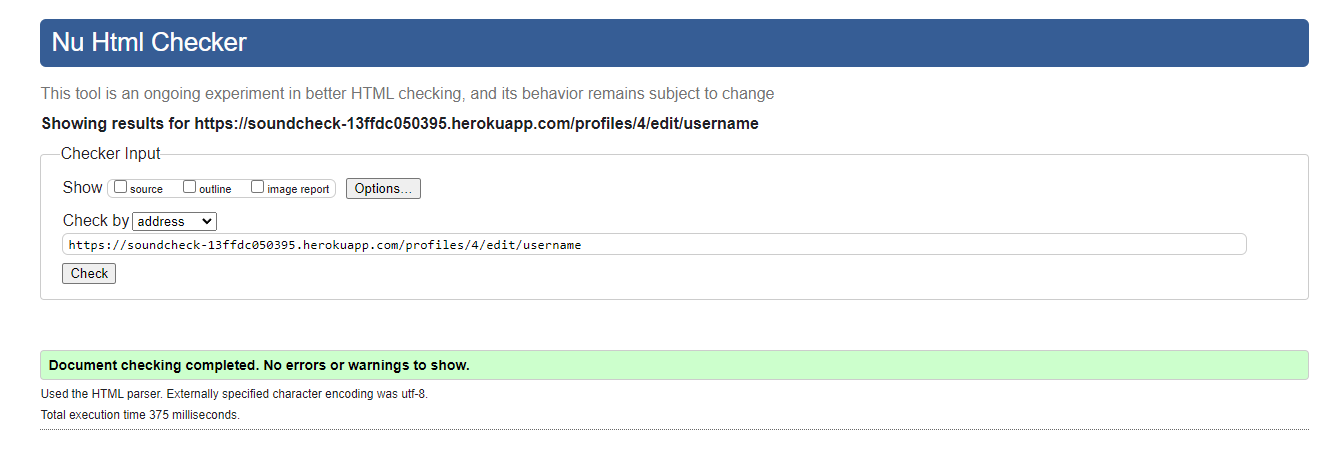 Nu Html Checker
This tool is an ongoing experiment in better HTML checking, and its behavior remains subject to change
Showing results for https://soundcheck-13ffdc050395.herokuapp.com/profiles/4/edit/username
Checker Input
Show source outline image report Options...
Check by address
https://soundcheck-13ffdc050395.herokuapp.com/profiles/4/edit/username
Check
Document checking completed. No errors or warnings to show.
Used the HTML parser. Externally specified character encoding was utf-8.
Total execution time 375 milliseconds.